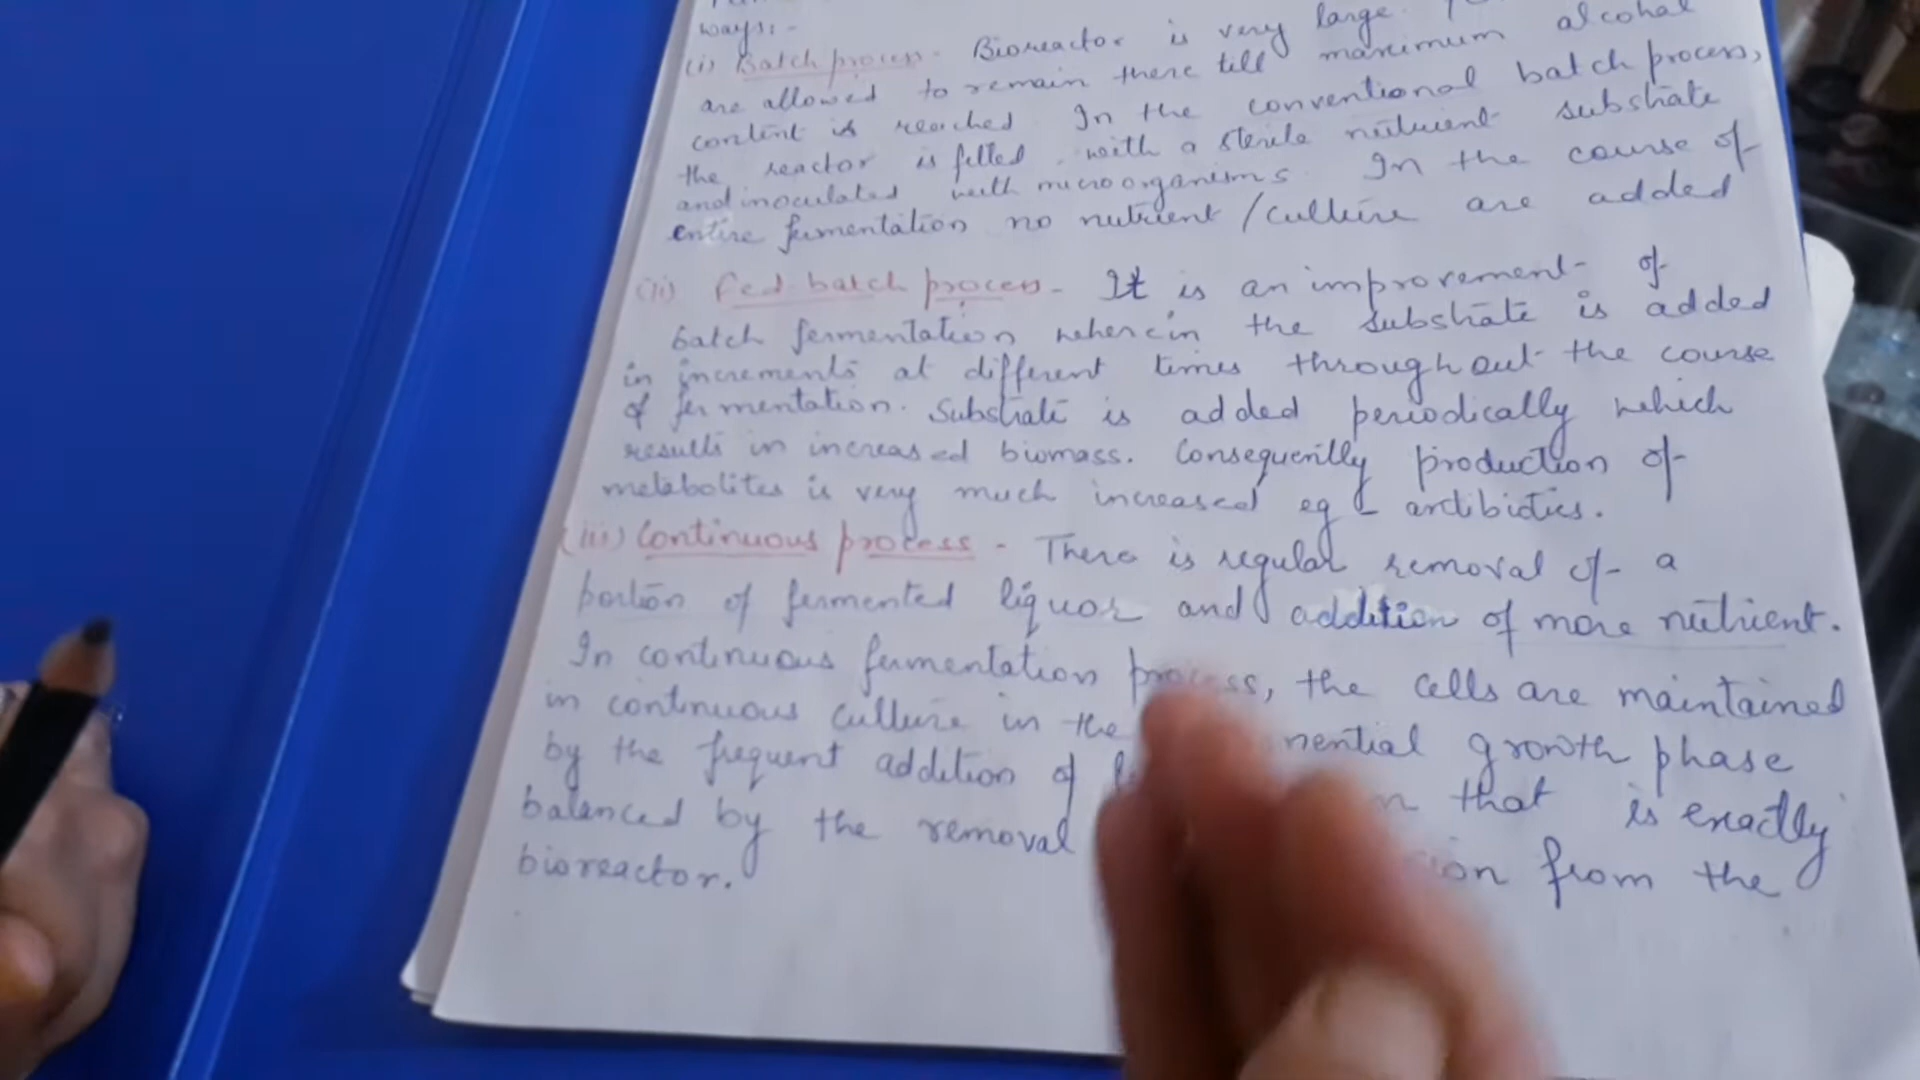 ways:-
(i) Batch process- Bioreactor is very large.
are allowed to remain there till maximum alcohal
content is reached. In the conventional batch process,
the reactor is filled with a sterile nutrient substrate
and inoculated with microorganisms. In the course of
entire fermentation no nutrient /culture are added
(ii) Fed batch process- It is an improvement of
batch fermentation wherein the substrate is added
in increments at different times throughout the course
of fermentation. Substrate is added periodically which
results in increased biomass. Consequently production of
metabolites is very much increased eg - antibiotics.
(iii) Continuous process - There is regular removal of a
portion of fermented liquor and addition of more nutrient.
In continuous fermentation process, the cells are maintained
in continuous culture in the nential growth phase
by the frequent addition of that is exactly
balanced by the removal from the
bioreactor.